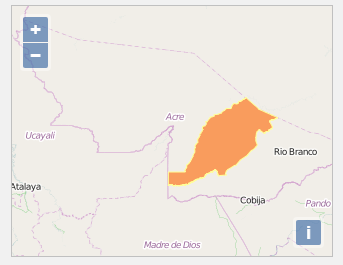 +
−
Acre
Ucayali
Rio Branco
Atalaya
Cobija
Pando
Madre de Dios
i